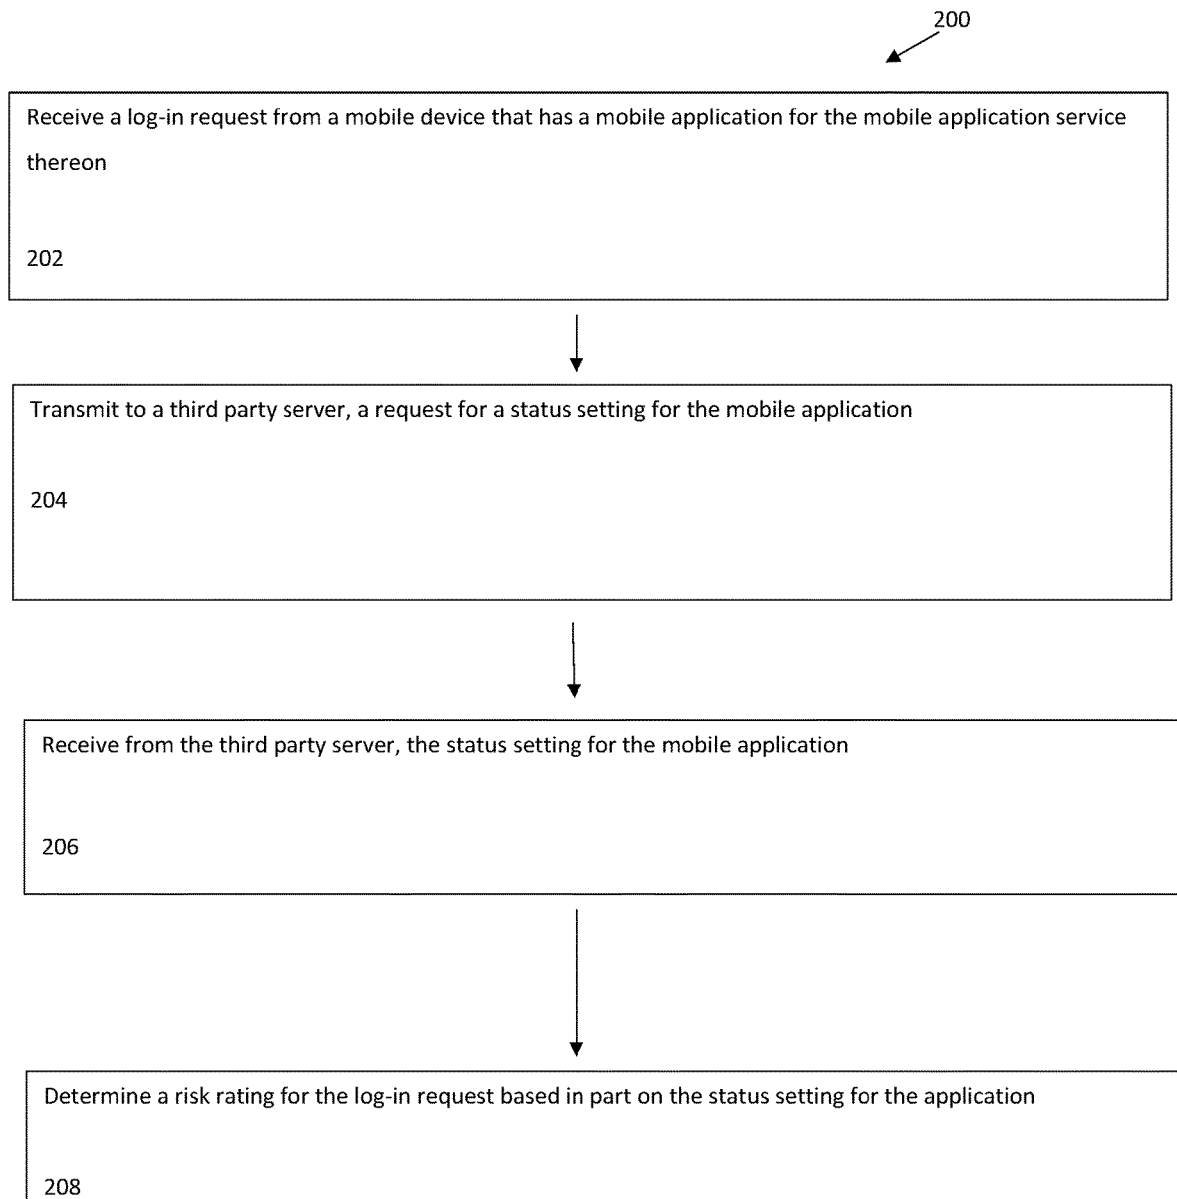 200
Receive a log-in request from a mobile device that has a mobile application for the mobile application service
thereon
202
Transmit to a third party server, a request for a status setting for the mobile application
204
Receive from the third party server, the status setting for the mobile application
206
Determine a risk rating for the log-in request based in part on the status setting for the application
208